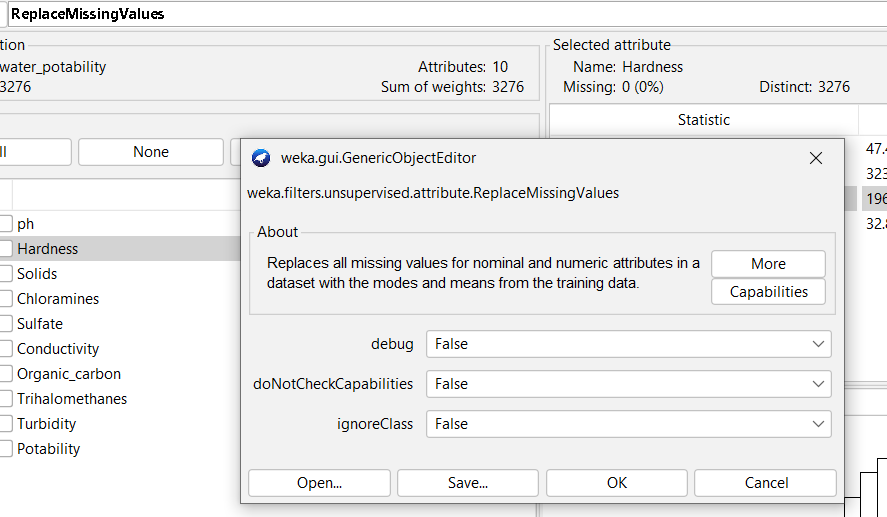 ReplaceMissingValues
tion
water_potability
Attributes: 10
3276
Sum of weights: 3276
Selected attribute
Name: Hardness
Missing: 0 (0%)
Distinct: 3276
Statistic
None
ph
Hardness
Solids
Chloramines
Sulfate
Conductivity
Organic_carbon
Trihalomethanes
Turbidity
Potability
47.4
323
196
32.8
weka.gui.GenericObjectEditor
weka.filters.unsupervised.attribute.ReplaceMissingValues
About
Replaces all missing values for nominal and numeric attributes in a
dataset with the modes and means from the training data.
More
Capabilities
debug False
doNotCheckCapabilities False
ignoreClass False
Open... Save... OK Cancel